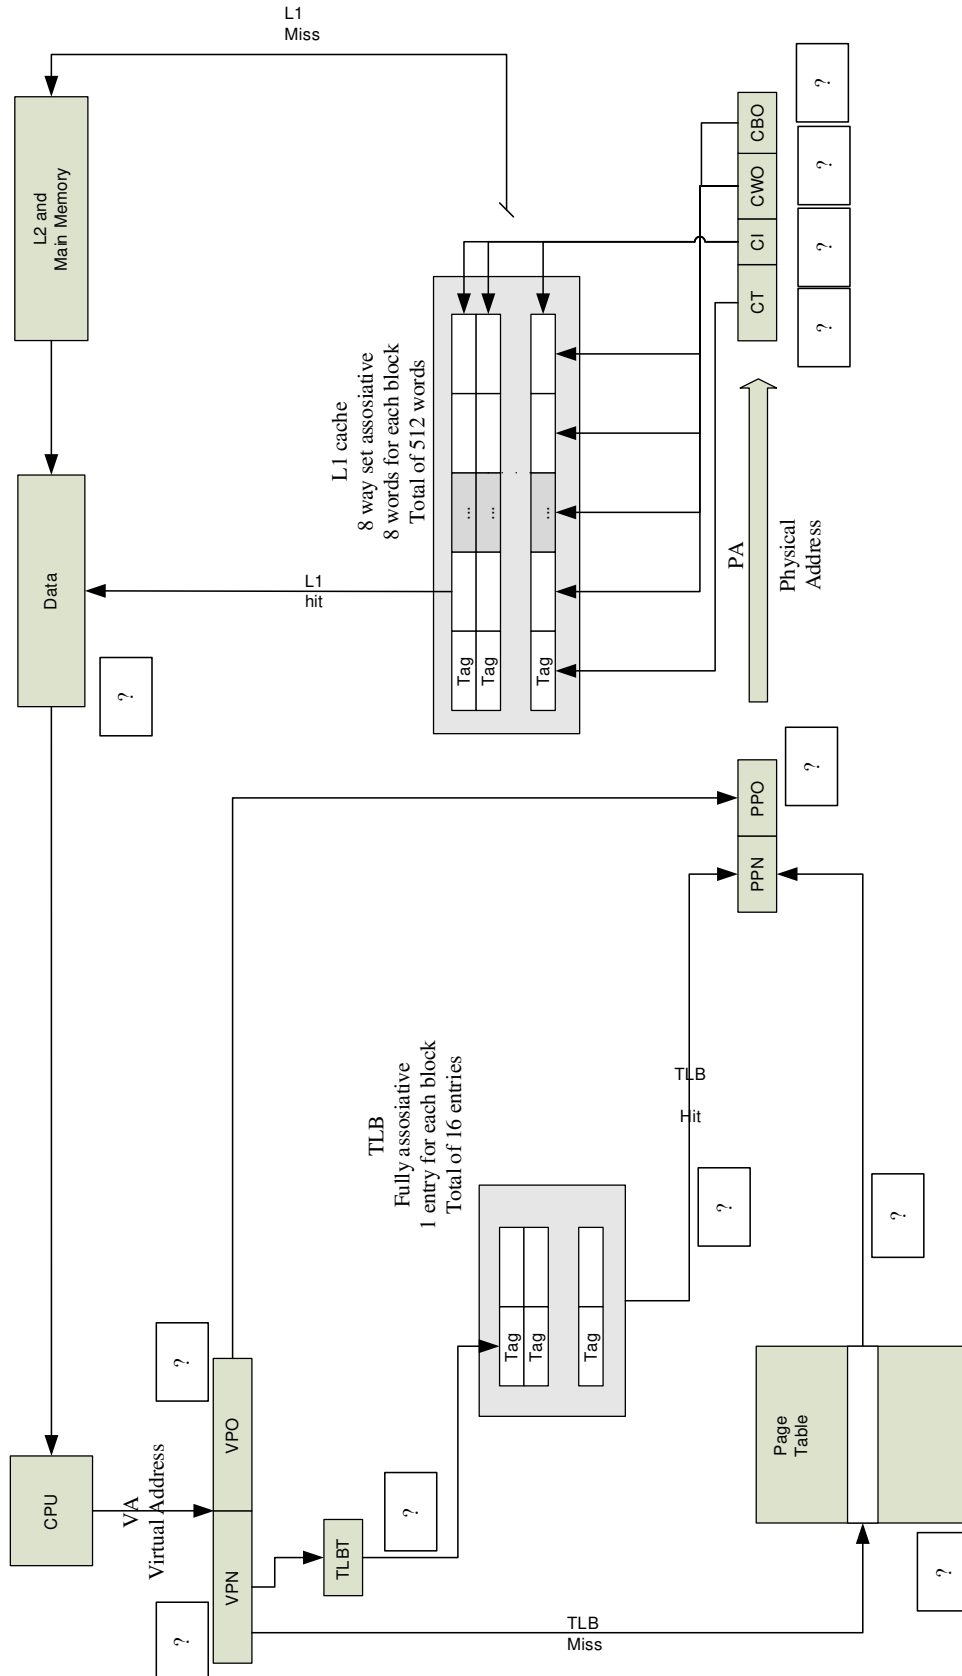 CPU
Data
L2 and
Main Memory
L1
Miss
?
VA
Virtual Address
?
?
VPN
VPO
TLBT
?
L1
hit
TLB
Fully assosiative
1 entry for each block
Total of 16 entries
Tag
Tag
Tag
L1 cache
8 way set assosiative
8 words for each block
Total of 512 words
Tag
...
Tag
...
Tag
...
TLB
Hit
?
TLB
Miss
PPN
PPO
?
PA
Physical
Address
CT
CI
CWO
CBO
?
?
?
?
Page
Table
?
?